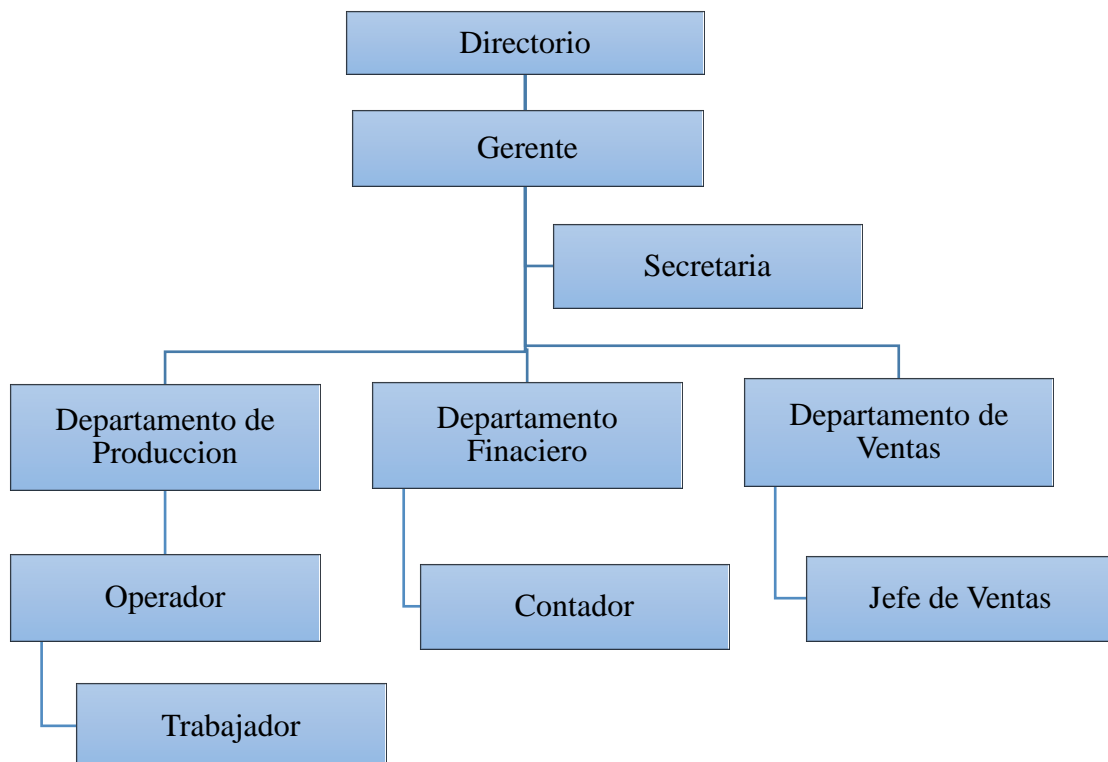 Directorio
Gerente
Secretaria
Departamento de
Produccion
Departamento
Finaciero
Departamento de
Ventas
Operador
Contador
Jefe de Ventas
Trabajador